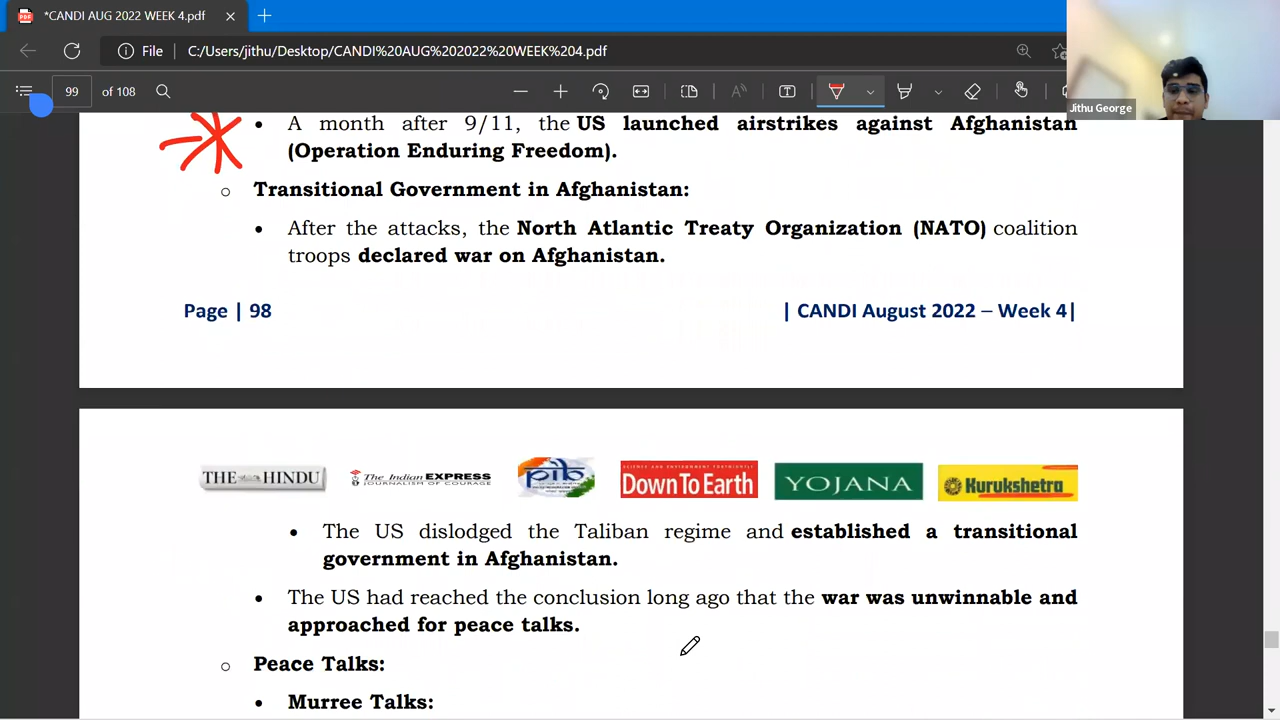 *CANDI AUG 2022 WEEK 4.pdf
File
C:/Users/jithu/Desktop/CANDI%20AUG%202022%20WEEK%204.pdf
99 of 108
Jithu George
• A month after 9/11, the US launched airstrikes against Afghanistan
(Operation Enduring Freedom).
o Transitional Government in Afghanistan:
• After the attacks, the North Atlantic Treaty Organization (NATO) coalition
troops declared war on Afghanistan.
Page | 98 | CANDI August 2022 – Week 4|
THE HINDU The Indian EXPRESS pib DownToEarth YOJANA Kurukshetra
JOURNALISM OF COURAGE
• The US dislodged the Taliban regime and established a transitional
government in Afghanistan.
• The US had reached the conclusion long ago that the war was unwinnable and
approached for peace talks.
o Peace Talks:
• Murree Talks: